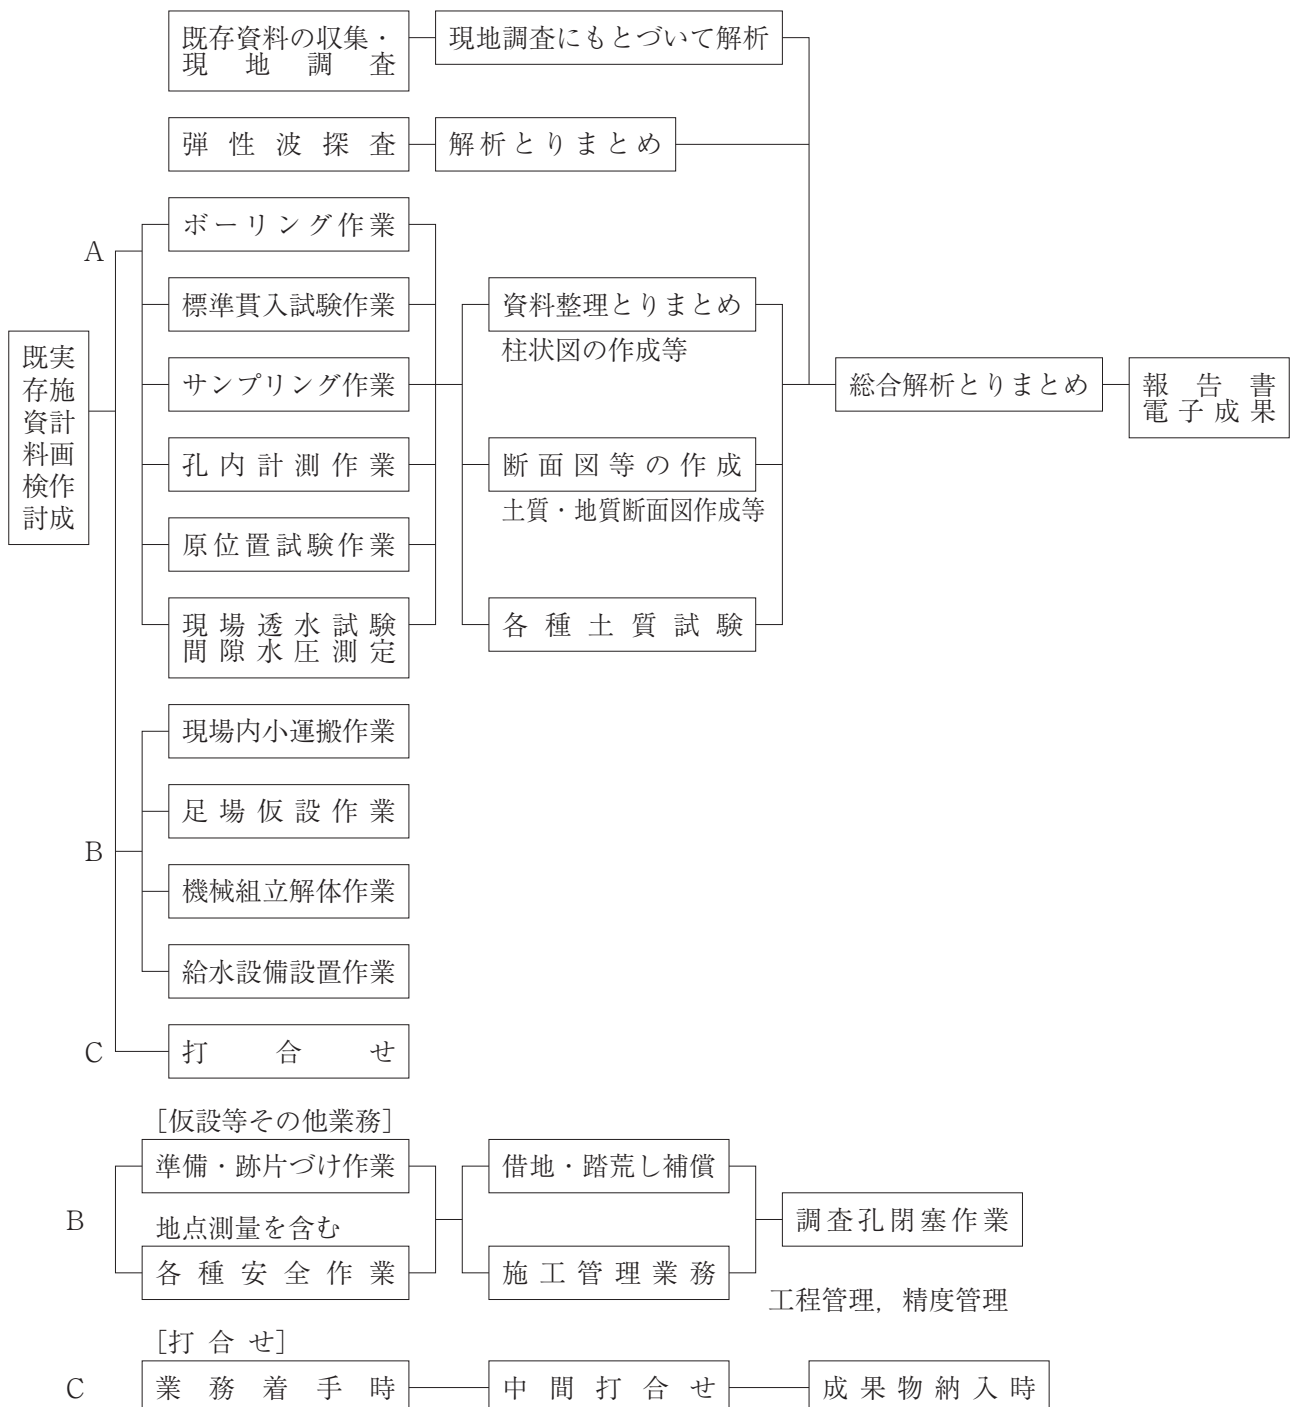 既存資料の収集・
現地調査
現地調査にもとづいて解析
弾性波探査
解析とりまとめ
A
ボーリング作業
標準貫入試験作業
サンプリング作業
孔内計測作業
原位置試験作業
現場透水試験
間隙水圧測定
資料整理とりまとめ
柱状図の作成等
断面図等の作成
土質・地質断面図作成等
各種土質試験
総合解析とりまとめ
報告書
電子成果
実施計画作成
既存資料検討
B
現場内小運搬作業
足場仮設作業
機械組立解体作業
給水設備設置作業
C
打合せ
[仮設等その他業務]
B
準備・跡片づけ作業
地点測量を含む
各種安全作業
借地・踏荒し補償
施工管理業務
調査孔閉塞作業
工程管理，精度管理
[打合せ]
C
業務着手時
中間打合せ
成果物納入時